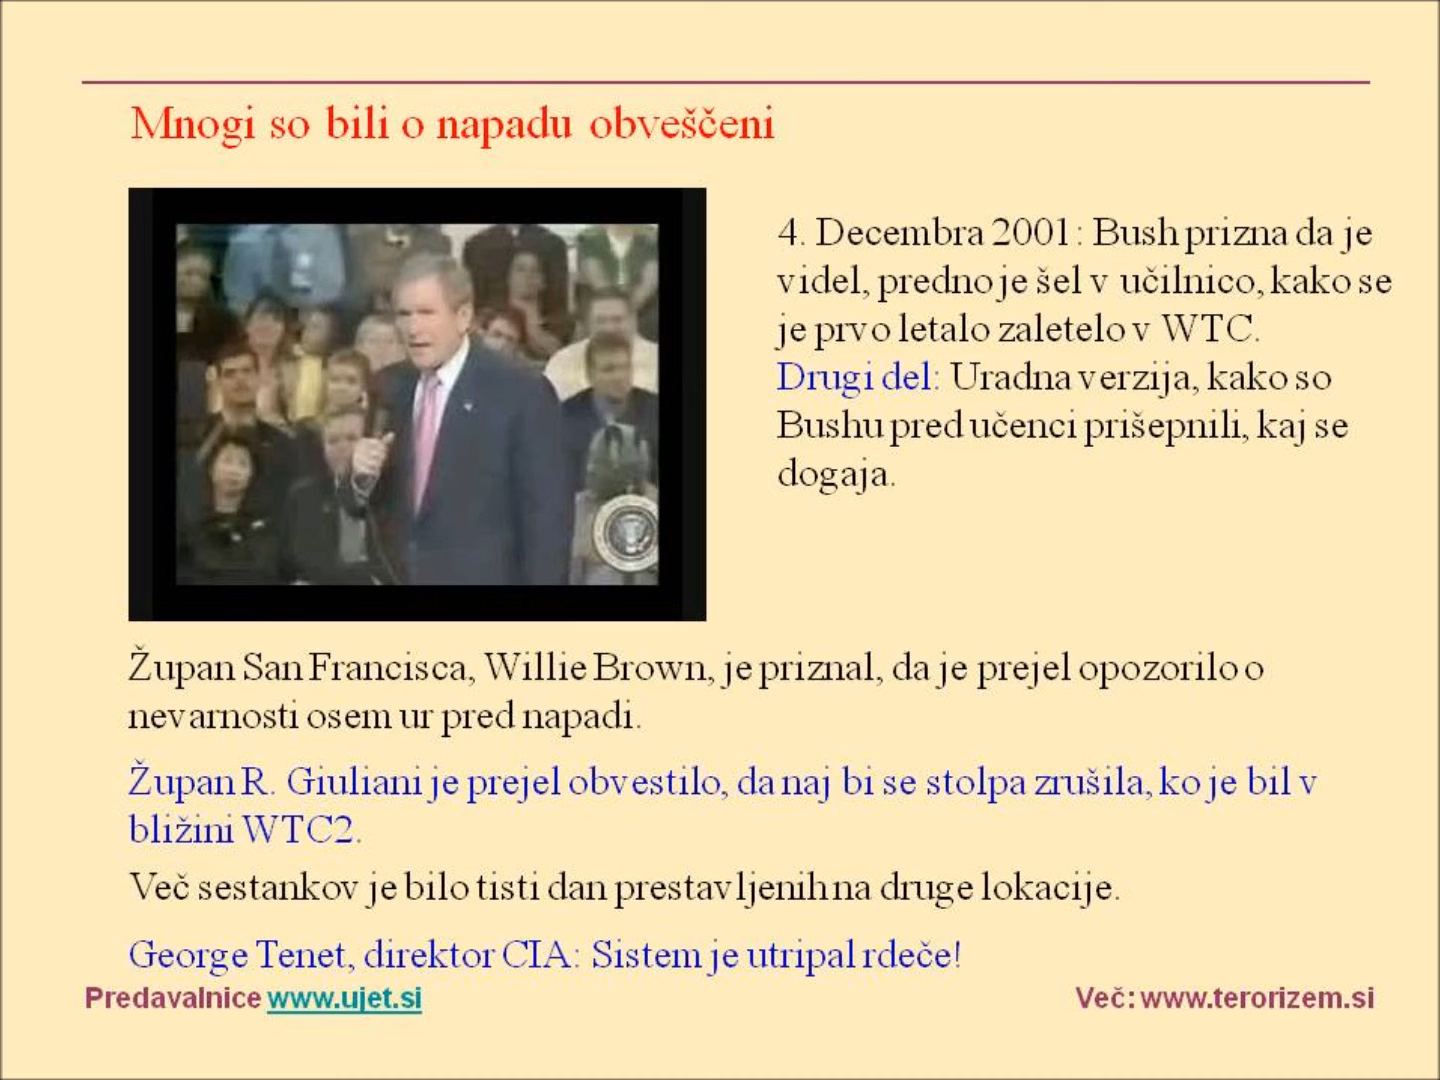 Mnogi so bili o napadu obveščeni
4. Decembra 2001: Bush prizna da je
videl, predno je šel v učilnico, kako se
je prvo letalo zaletelo v WTC.
Drugi del: Uradna verzija, kako so
Bushu pred učenci prišepnili, kaj se
dogaja.
Župan San Francisca, Willie Brown, je priznal, da je prejel opozorilo o
nevarnosti osem ur pred napadi.
Župan R. Giuliani je prejel obvestilo, da naj bi se stolpa zrušila, ko je bil v
bližini WTC2.
Več sestankov je bilo tisti dan prestavljenih na druge lokacije.
George Tenet, direktor CIA: Sistem je utripal rdeče!
Predavalnice www.ujet.si
Več: www.terorizem.si